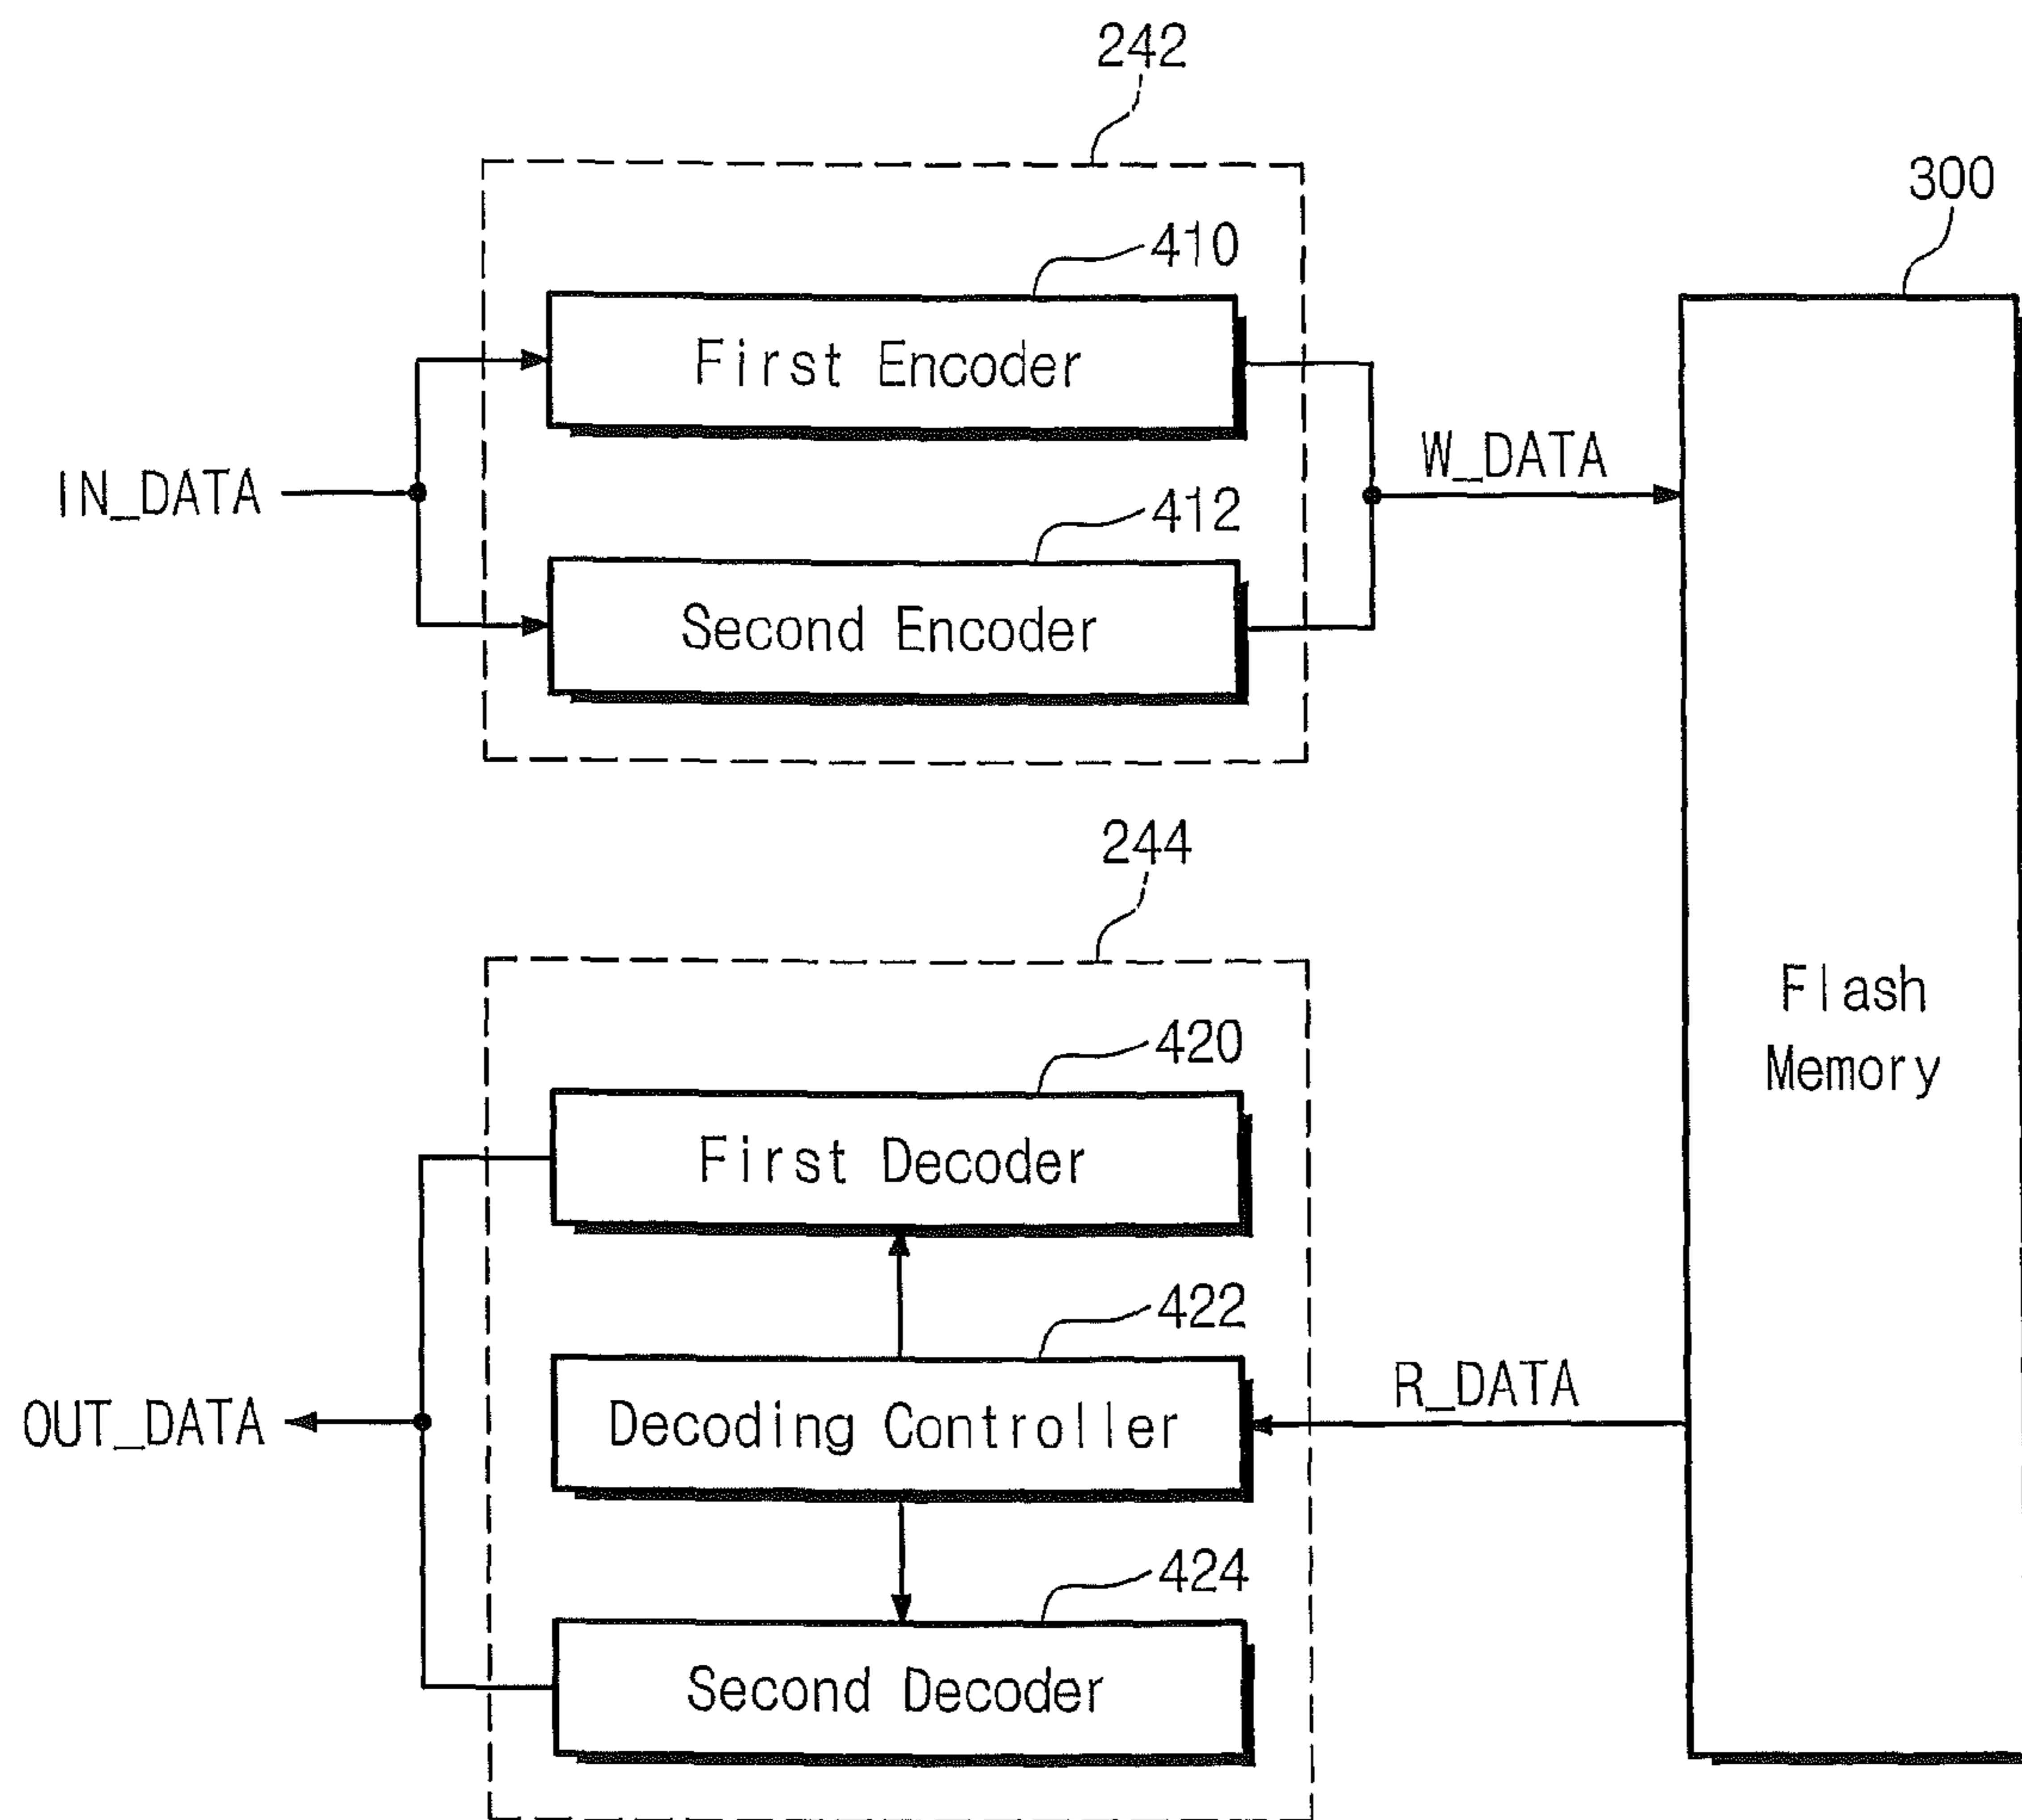 242
300
410
First Encoder
W_DATA
IN_DATA
412
Second Encoder
244
Flash
Memory
420
First Decoder
422
R_DATA
Decoding Controller
OUT_DATA
424
Second Decoder